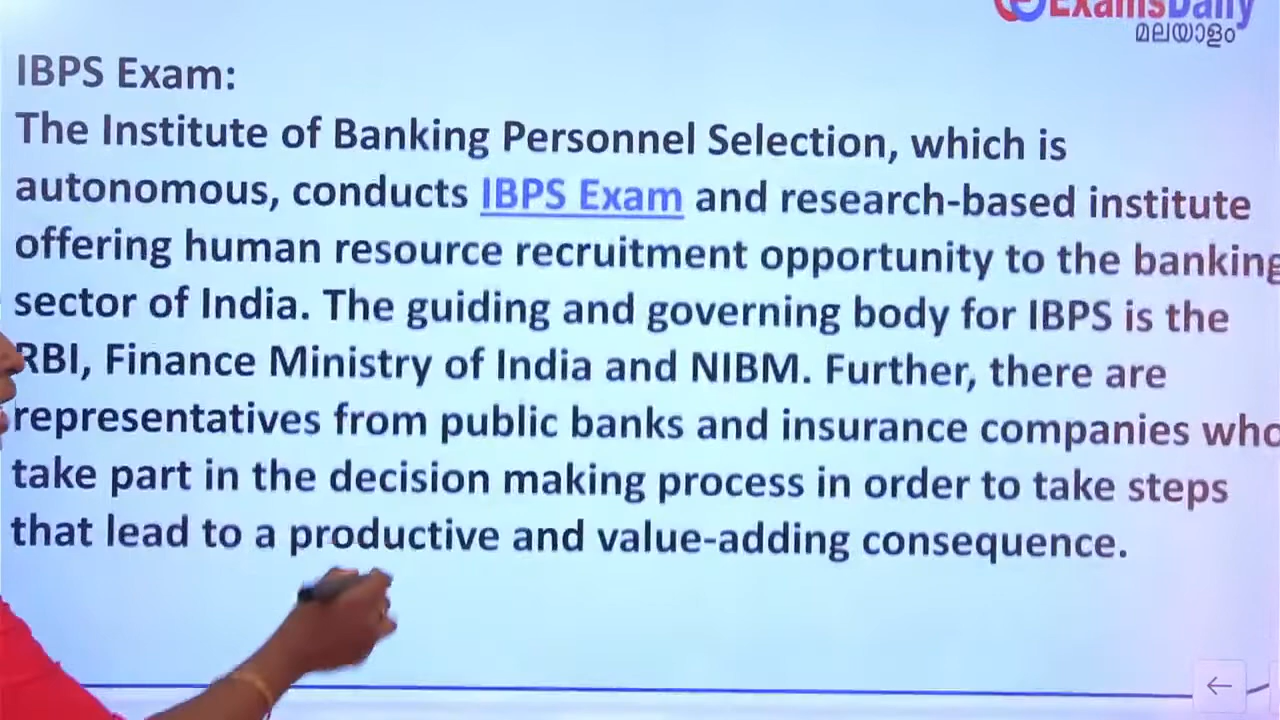 ExamsDaily
മലയാളം
IBPS Exam:
The Institute of Banking Personnel Selection, which is
autonomous, conducts IBPS Exam and research-based institute
offering human resource recruitment opportunity to the banking
sector of India. The guiding and governing body for IBPS is the
RBI, Finance Ministry of India and NIBM. Further, there are
representatives from public banks and insurance companies who
take part in the decision making process in order to take steps
that lead to a productive and value-adding consequence.